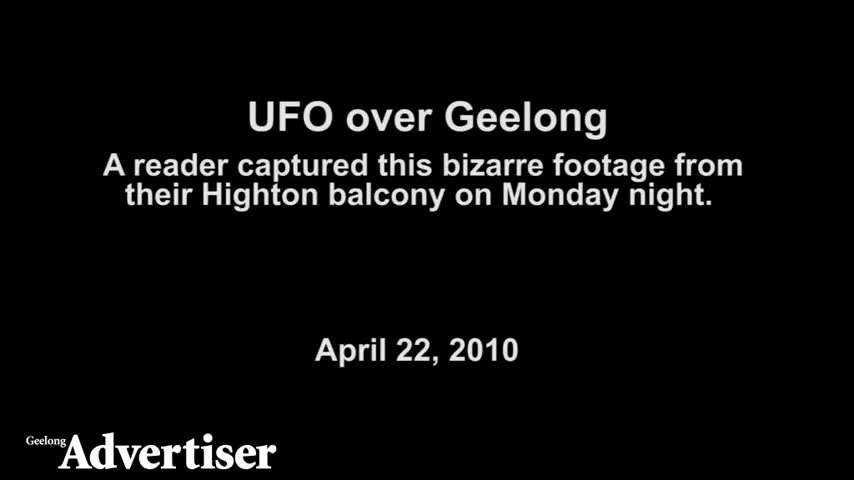 UFO over Geelong
A reader captured this bizarre footage from
their Highton balcony on Monday night.
April 22, 2010
Geelong
Advertiser